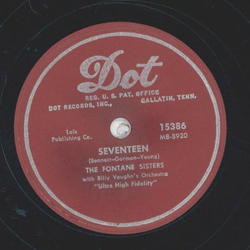 Dot
REG. U. S. PAT. OFFICE
DOT RECORDS, INC., GALLATIN, TENN.
Lois
Publishing Co.
15386
MB-8920
SEVENTEEN
(Bennett-Gorman-Young)
THE FONTANE SISTERS
with Billy Vaughn's Orchestra
"Ultra High Fidelity"